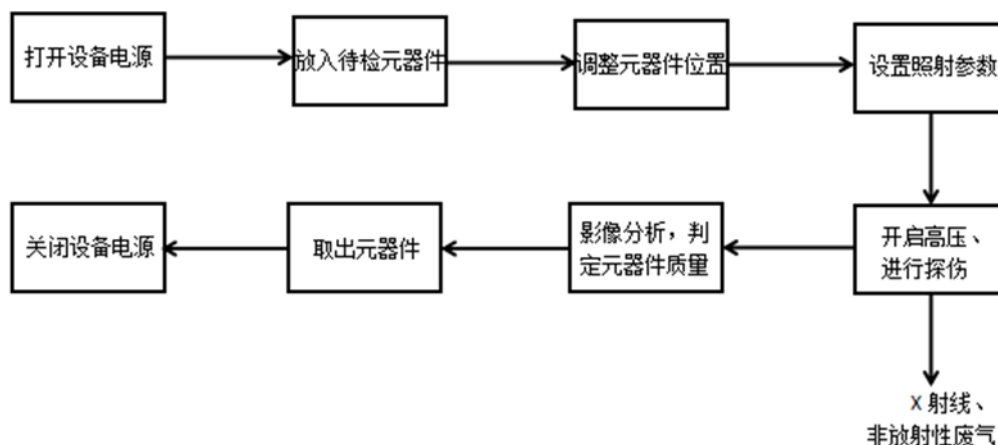 打开设备电源
放入待检元器件
调整元器件位置
设置照射参数
开启高压、
进行探伤
影像分析，判
定元器件质量
取出元器件
关闭设备电源
X 射线、
非放射性废气